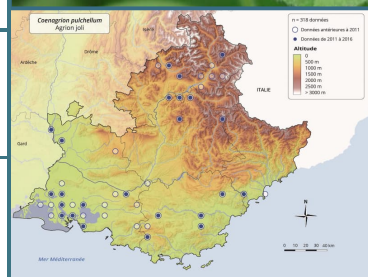 Coenagrion pulchellum
Agrion joli
Isère
Drôme
Ardèche
Gard
ITALIE
Mer Méditerranée
n = 318 données
Données antérieures à 2011
Données de 2011 à 2016
Altitude
0
500 m
1000 m
1500 m
2000 m
2500 m
> 3000 m
N
0 10 20 30 40 km